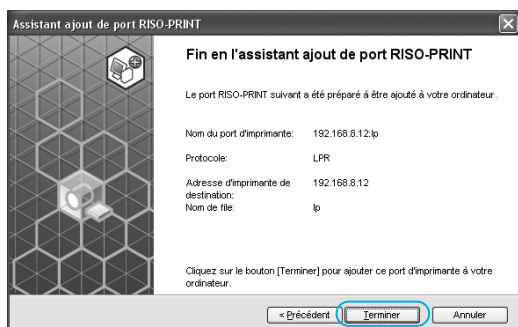 Assistant ajout de port RISO-PRINT
Fin en l'assistant ajout de port RISO-PRINT
Le port RISO-PRINT suivant a été préparé à être ajouté à votre ordinateur.
Nom du port d'imprimante: 192.168.8.12:lp
Protocole: LPR
Adresse d'imprimante de destination: 192.168.8.12
Nom de file: lp
Cliquez sur le bouton [Terminer] pour ajouter ce port d'imprimante à votre
ordinateur.
< Précédent Terminer Annuler